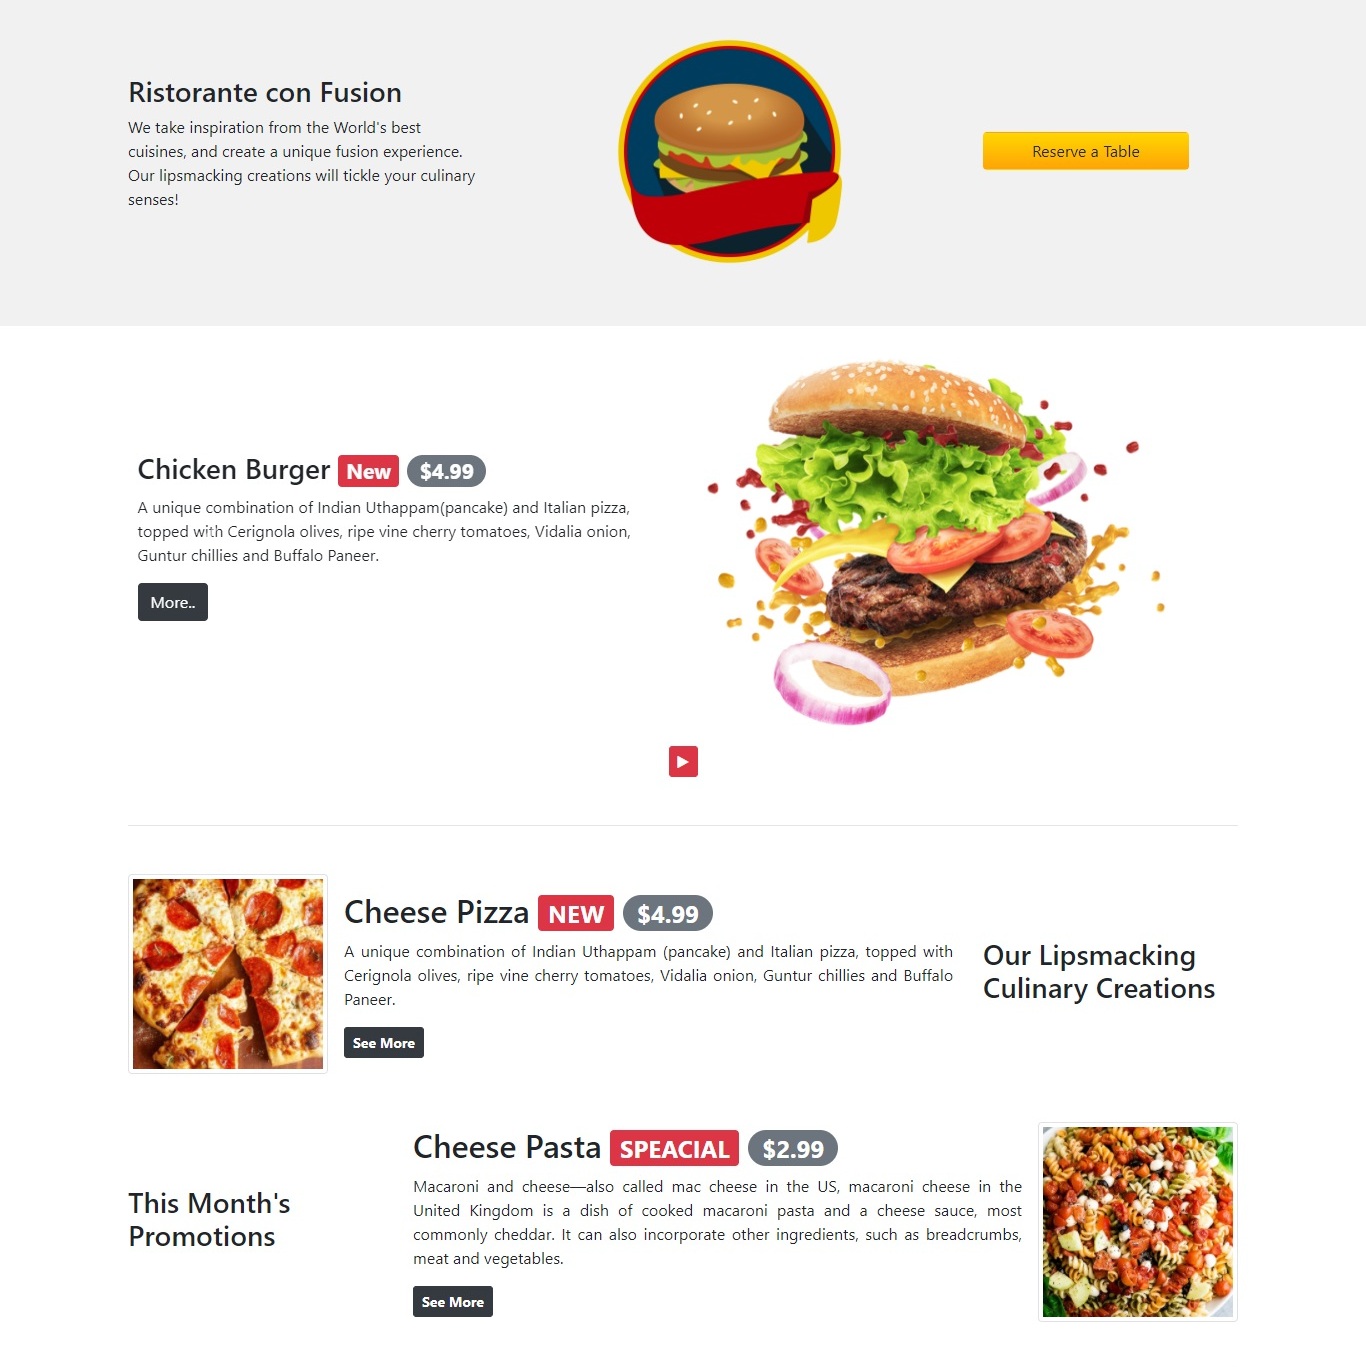 Ristorante con Fusion
We take inspiration from the World's best
cuisines, and create a unique fusion experience.
Our lipsmacking creations will tickle your culinary
senses!
Reserve a Table
Chicken Burger New $4.99
A unique combination of Indian Uthappam(pancake) and Italian pizza,
topped with Cerignola olives, ripe vine cherry tomatoes, Vidalia onion,
Guntur chillies and Buffalo Paneer.
More..
Cheese Pizza NEW $4.99
A unique combination of Indian Uthappam (pancake) and Italian pizza, topped with
Cerignola olives, ripe vine cherry tomatoes, Vidalia onion, Guntur chillies and Buffalo
Paneer.
See More
Our Lipsmacking
Culinary Creations
This Month's
Promotions
Cheese Pasta SPEACIAL $2.99
Macaroni and cheese—also called mac cheese in the US, macaroni cheese in the
United Kingdom is a dish of cooked macaroni pasta and a cheese sauce, most
commonly cheddar. It can also incorporate other ingredients, such as breadcrumbs,
meat and vegetables.
See More